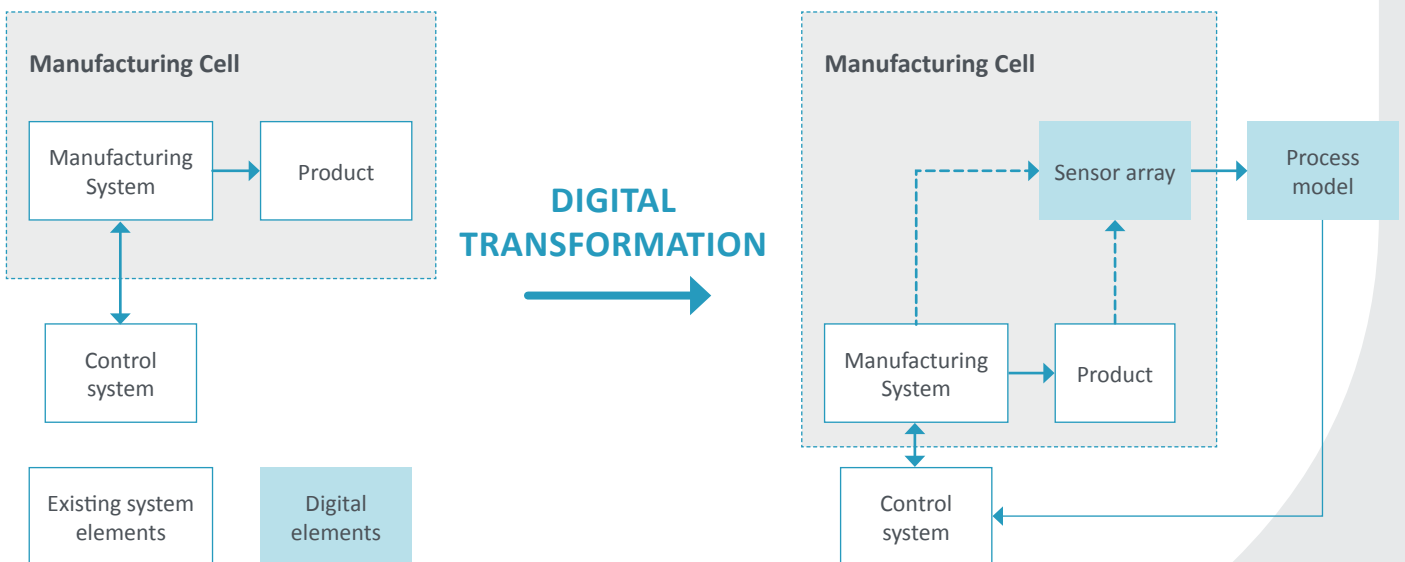 Manufacturing Cell
Manufacturing
System
Product
Control
system
Existing system
elements
Digital
elements
DIGITAL
TRANSFORMATION
Manufacturing Cell
Sensor array
Process
model
Manufacturing
System
Product
Control
system